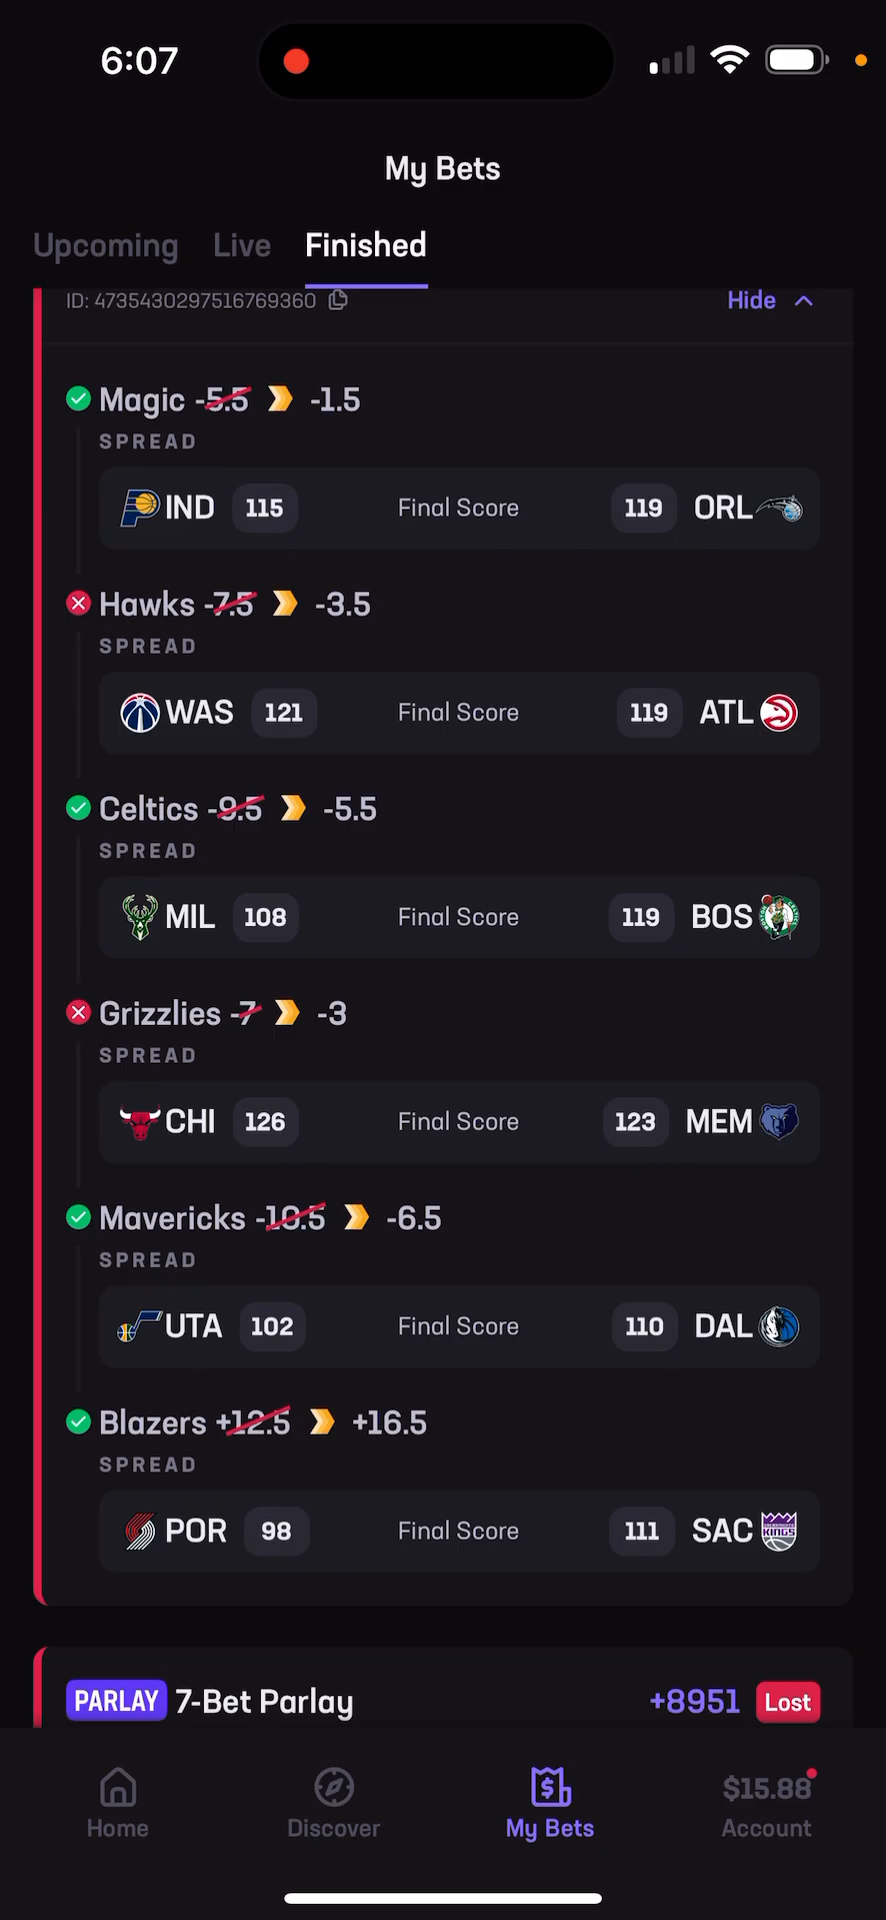 6:07
My Bets
Upcoming Live Finished
ID: 4735430297516769360 Hide
Magic -5.5 -1.5
SPREAD
IND 115 Final Score 119 ORL
Hawks -7.5 -3.5
SPREAD
WAS 121 Final Score 119 ATL
Celtics -9.5 -5.5
SPREAD
MIL 108 Final Score 119 BOS
Grizzlies -7 -3
SPREAD
CHI 126 Final Score 123 MEM
Mavericks -10.5 -6.5
SPREAD
UTA 102 Final Score 110 DAL
Blazers +12.5 +16.5
SPREAD
POR 98 Final Score 111 SAC
PARLAY 7-Bet Parlay +8951 Lost
$15.88
Home Discover My Bets Account